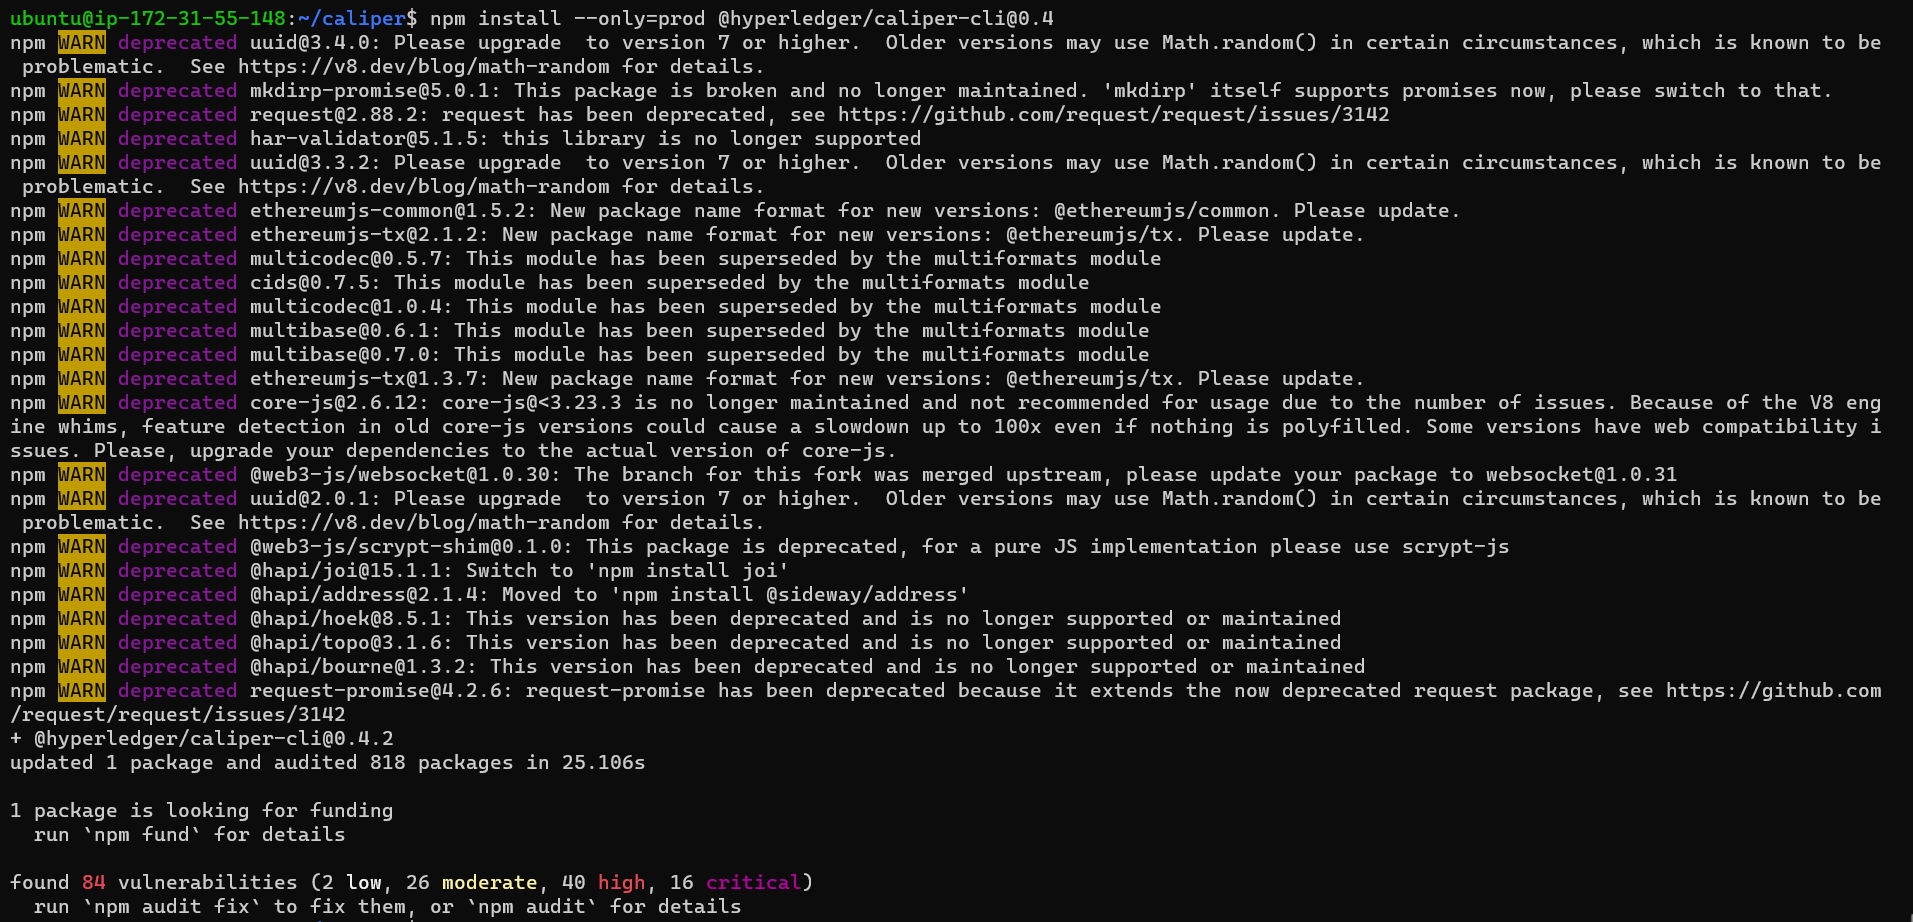 ubuntu@ip-172-31-55-148:~/caliper$ npm install --only=prod @hyperledger/caliper-cli@0.4
npm WARN deprecated uuid@3.4.0: Please upgrade  to version 7 or higher.  Older versions may use Math.random() in certain circumstances, which is known to be
 problematic.  See https://v8.dev/blog/math-random for details.
npm WARN deprecated mkdirp-promise@5.0.1: This package is broken and no longer maintained. 'mkdirp' itself supports promises now, please switch to that.
npm WARN deprecated request@2.88.2: request has been deprecated, see https://github.com/request/request/issues/3142
npm WARN deprecated har-validator@5.1.5: this library is no longer supported
npm WARN deprecated uuid@3.3.2: Please upgrade  to version 7 or higher.  Older versions may use Math.random() in certain circumstances, which is known to be
 problematic.  See https://v8.dev/blog/math-random for details.
npm WARN deprecated ethereumjs-common@1.5.2: New package name format for new versions: @ethereumjs/common. Please update.
npm WARN deprecated ethereumjs-tx@2.1.2: New package name format for new versions: @ethereumjs/tx. Please update.
npm WARN deprecated multicodec@0.5.7: This module has been superseded by the multiformats module
npm WARN deprecated cids@0.7.5: This module has been superseded by the multiformats module
npm WARN deprecated multicodec@1.0.4: This module has been superseded by the multiformats module
npm WARN deprecated multibase@0.6.1: This module has been superseded by the multiformats module
npm WARN deprecated multibase@0.7.0: This module has been superseded by the multiformats module
npm WARN deprecated ethereumjs-tx@1.3.7: New package name format for new versions: @ethereumjs/tx. Please update.
npm WARN deprecated core-js@2.6.12: core-js@<3.23.3 is no longer maintained and not recommended for usage due to the number of issues. Because of the V8 eng
ine whims, feature detection in old core-js versions could cause a slowdown up to 100x even if nothing is polyfilled. Some versions have web compatibility i
ssues. Please, upgrade your dependencies to the actual version of core-js.
npm WARN deprecated @web3-js/websocket@1.0.30: The branch for this fork was merged upstream, please update your package to websocket@1.0.31
npm WARN deprecated uuid@2.0.1: Please upgrade  to version 7 or higher.  Older versions may use Math.random() in certain circumstances, which is known to be
 problematic.  See https://v8.dev/blog/math-random for details.
npm WARN deprecated @web3-js/scrypt-shim@0.1.0: This package is deprecated, for a pure JS implementation please use scrypt-js
npm WARN deprecated @hapi/joi@15.1.1: Switch to 'npm install joi'
npm WARN deprecated @hapi/address@2.1.4: Moved to 'npm install @sideway/address'
npm WARN deprecated @hapi/hoek@8.5.1: This version has been deprecated and is no longer supported or maintained
npm WARN deprecated @hapi/topo@3.1.6: This version has been deprecated and is no longer supported or maintained
npm WARN deprecated @hapi/bourne@1.3.2: This version has been deprecated and is no longer supported or maintained
npm WARN deprecated request-promise@4.2.6: request-promise has been deprecated because it extends the now deprecated request package, see https://github.com
/request/request/issues/3142
+ @hyperledger/caliper-cli@0.4.2
updated 1 package and audited 818 packages in 25.106s
1 package is looking for funding
  run `npm fund` for details
found 84 vulnerabilities (2 low, 26 moderate, 40 high, 16 critical)
  run `npm audit fix` to fix them, or `npm audit` for details